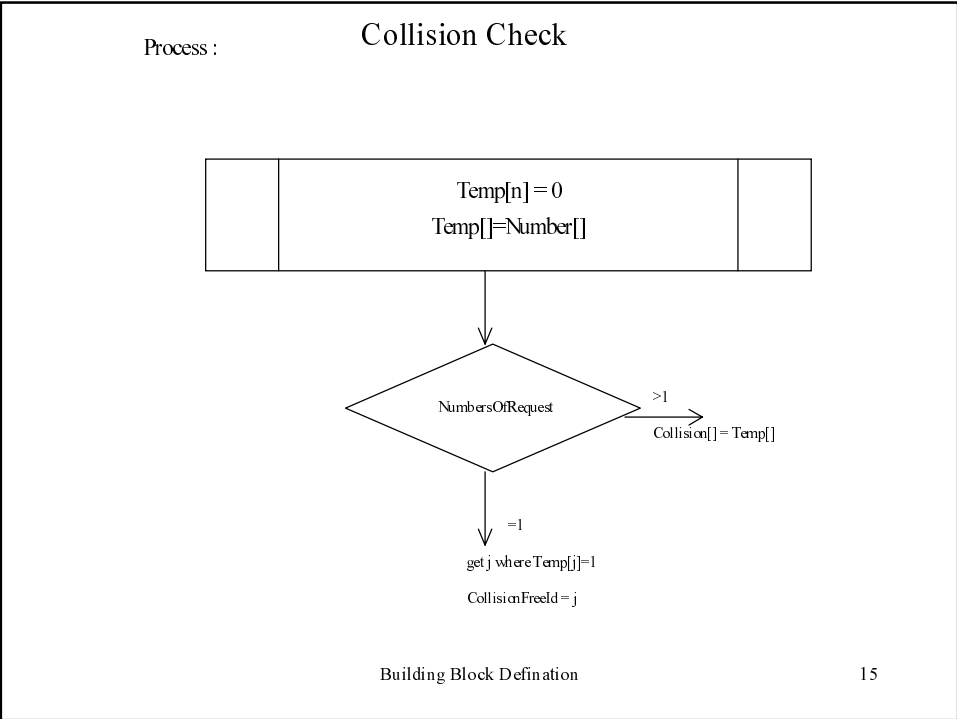 Process :
Collision Check
Temp[n] = 0
Temp[]=Number[]
NumbersOfRequest
>1
Collision[] = Temp[]
=1
get j where Temp[j]=1
CollisionFreeId = j
Building Block Defination
15